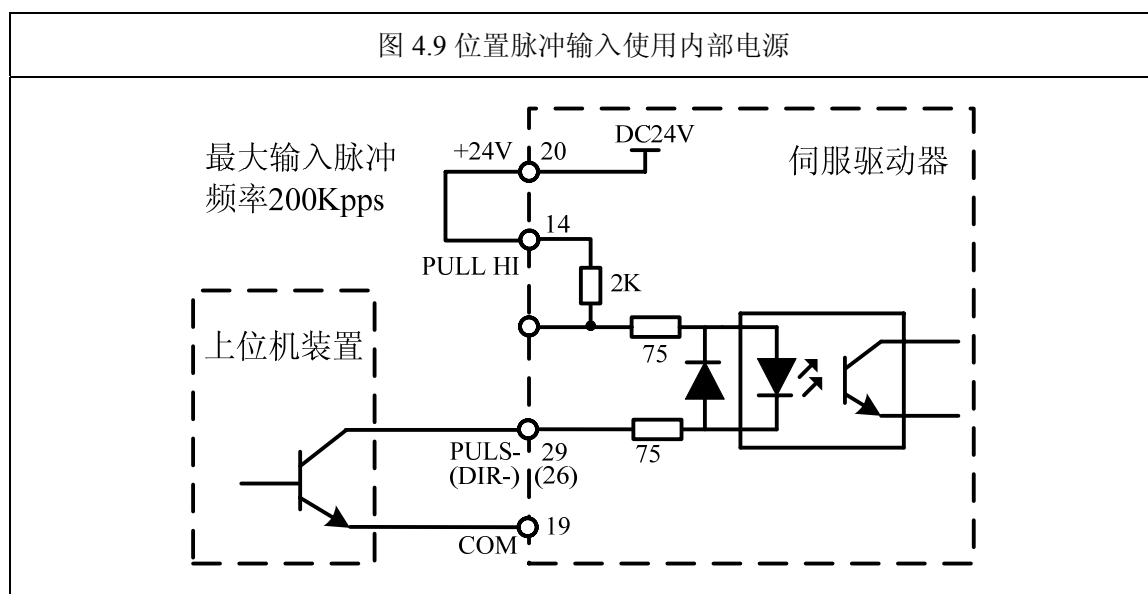 图 4.9 位置脉冲输入使用内部电源
最大输入脉冲
频率200Kpps
+24V
20
DC24V
伺服驱动器
14
PULL HI
2K
上位机装置
75
PULS-
(DIR-)
29
(26)
75
COM
19